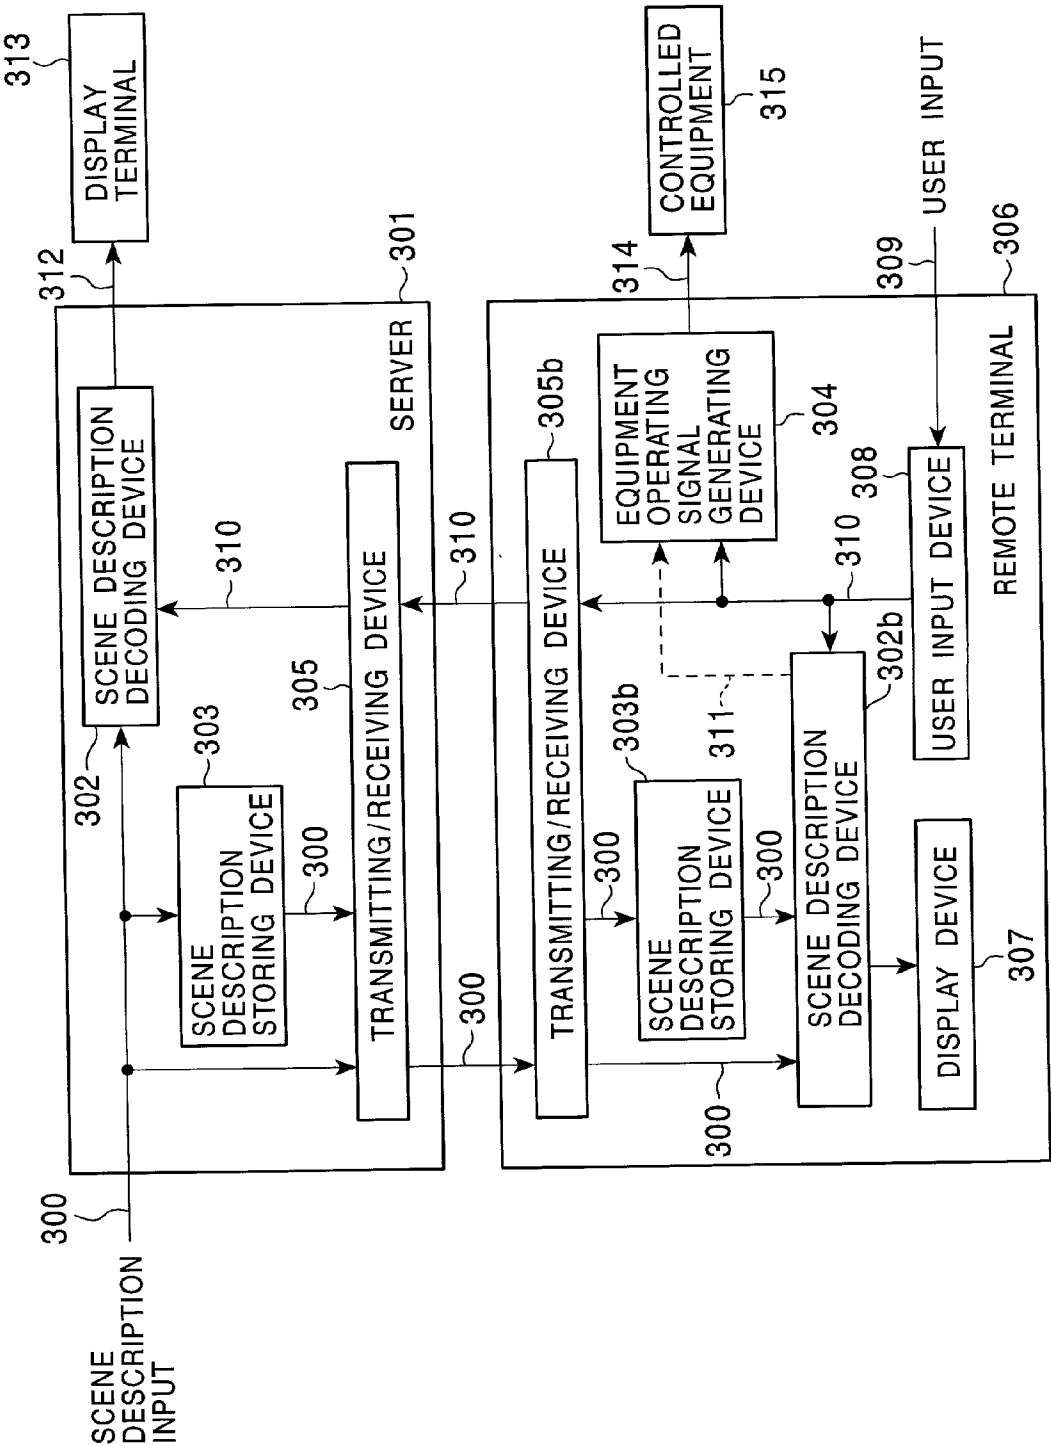 SCENE
DESCRIPTION
INPUT
300
302
SCENE DESCRIPTION
DECODING DEVICE
312
DISPLAY
TERMINAL
313
303
SCENE
DESCRIPTION
STORING DEVICE
300
310
305
TRANSMITTING/RECEIVING DEVICE
SERVER
301
300
310
305b
TRANSMITTING/RECEIVING DEVICE
300
303b
SCENE
DESCRIPTION
STORING DEVICE
300
300
311
EQUIPMENT
OPERATING
SIGNAL
GENERATING
DEVICE
304
314
CONTROLLED
EQUIPMENT
315
SCENE DESCRIPTION
DECODING DEVICE
302b
310
308
USER INPUT DEVICE
309
USER INPUT
DISPLAY DEVICE
307
REMOTE TERMINAL
306